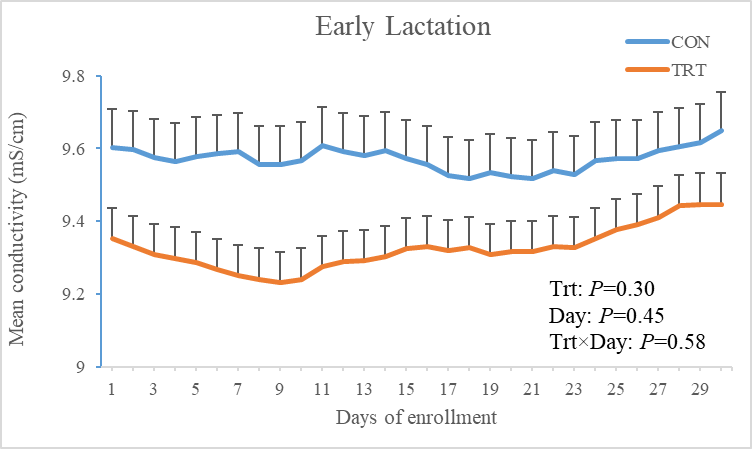 Early Lactation
CON
TRT
Mean conductivity (mS/cm)
9.8
9.6
9.4
9.2
9
Trt: P=0.30
Day: P=0.45
Trt×Day: P=0.58
1 3 5 7 9 11 13 15 17 19 21 23 25 27 29
Days of enrollment